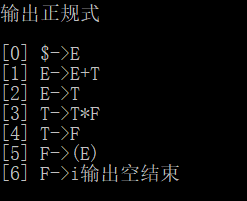 输出正规式
[0] $->E
[1] E->E+T
[2] E->T
[3] T->T*F
[4] T->F
[5] F->(E)
[6] F->i输出空结束